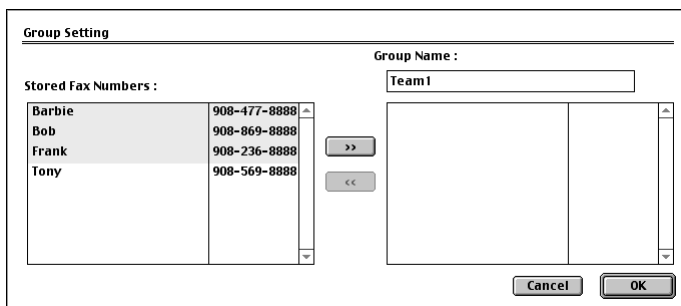 Group Setting
Group Name :
Team1
Stored Fax Numbers :
Barbie 908-477-8888
Bob 908-869-8888
Frank 908-236-8888
Tony 908-569-8888
>>
<<
Cancel OK